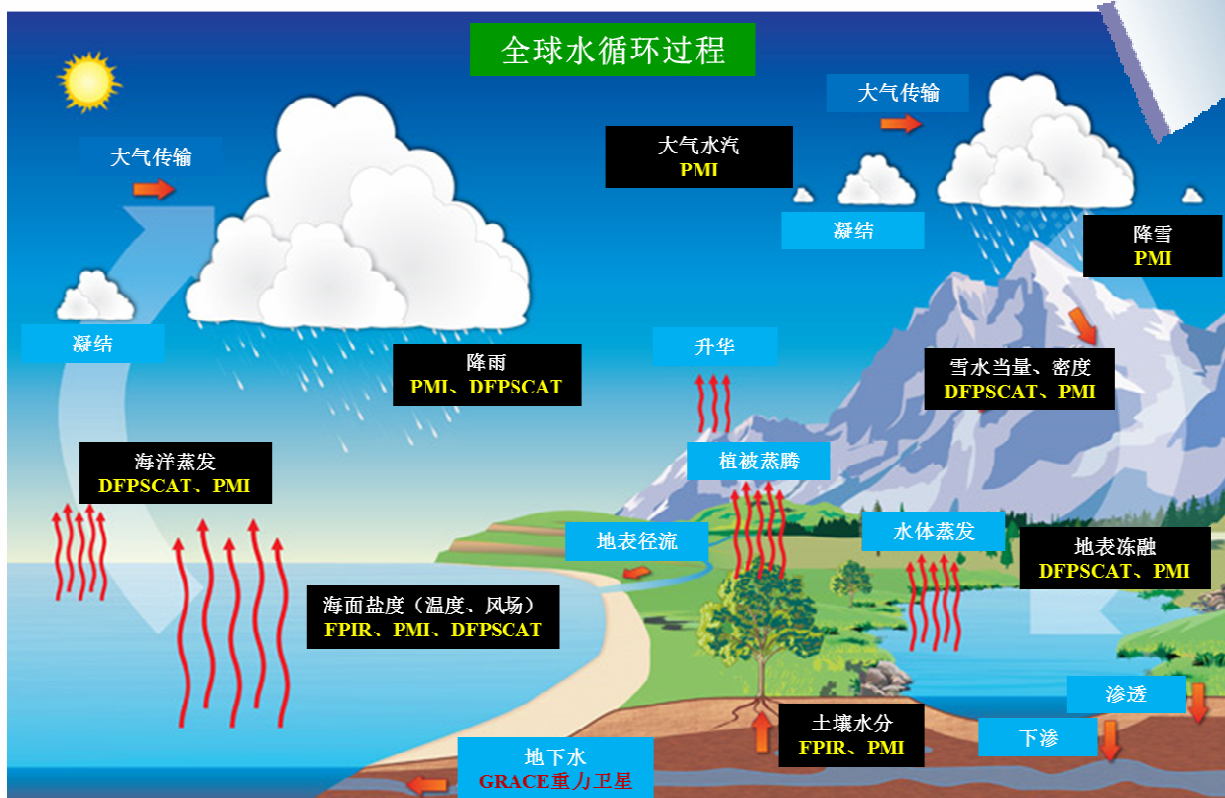 全球水循环过程
大气传输
大气传输
大气水汽
PMI
凝结
降雪
PMI
凝结
降雨
PMI、DFPSCAT
升华
雪水当量、密度
DFPSCAT、PMI
海洋蒸发
DFPSCAT、PMI
植被蒸腾
地表径流
水体蒸发
地表冻融
DFPSCAT、PMI
海面盐度（温度、风场）
FPIR、PMI、DFPSCAT
渗透
土壤水分
FPIR、PMI
下渗
地下水
GRACE重力卫星